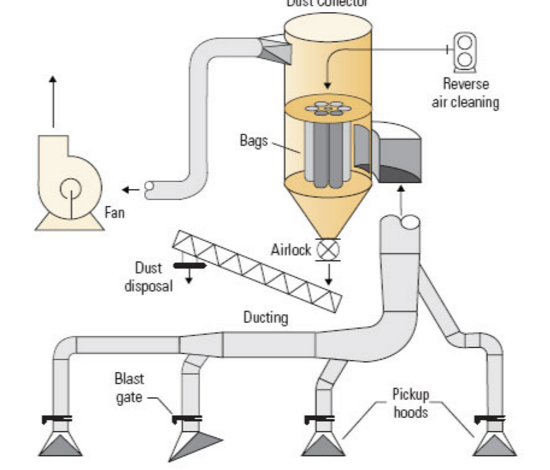 Dust Collector
Reverse
air cleaning
Bags
Fan
Airlock
Dust
disposal
Ducting
Blast
gate
Pickup
hoods